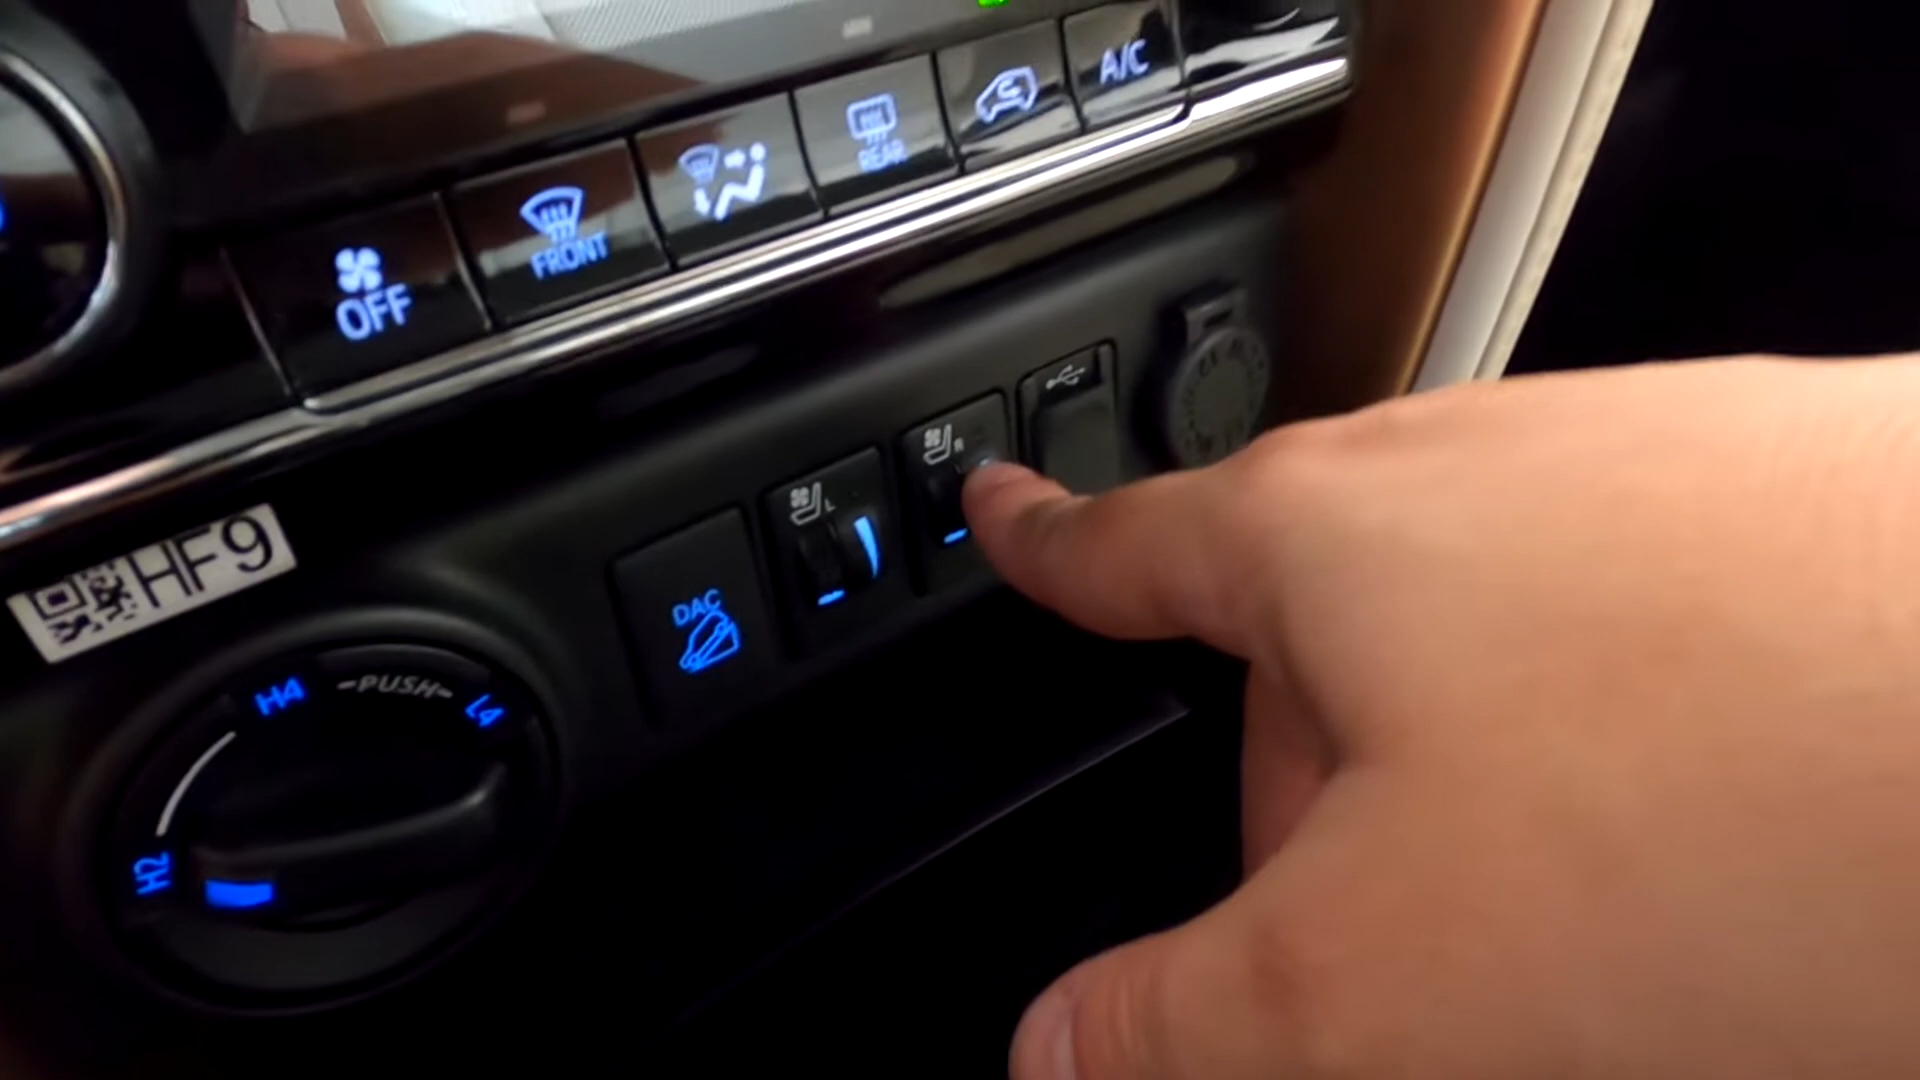 A/C
REAR
FRONT
OFF
R
L
HF9
DAC
H4
-PUSH-
L4
H2